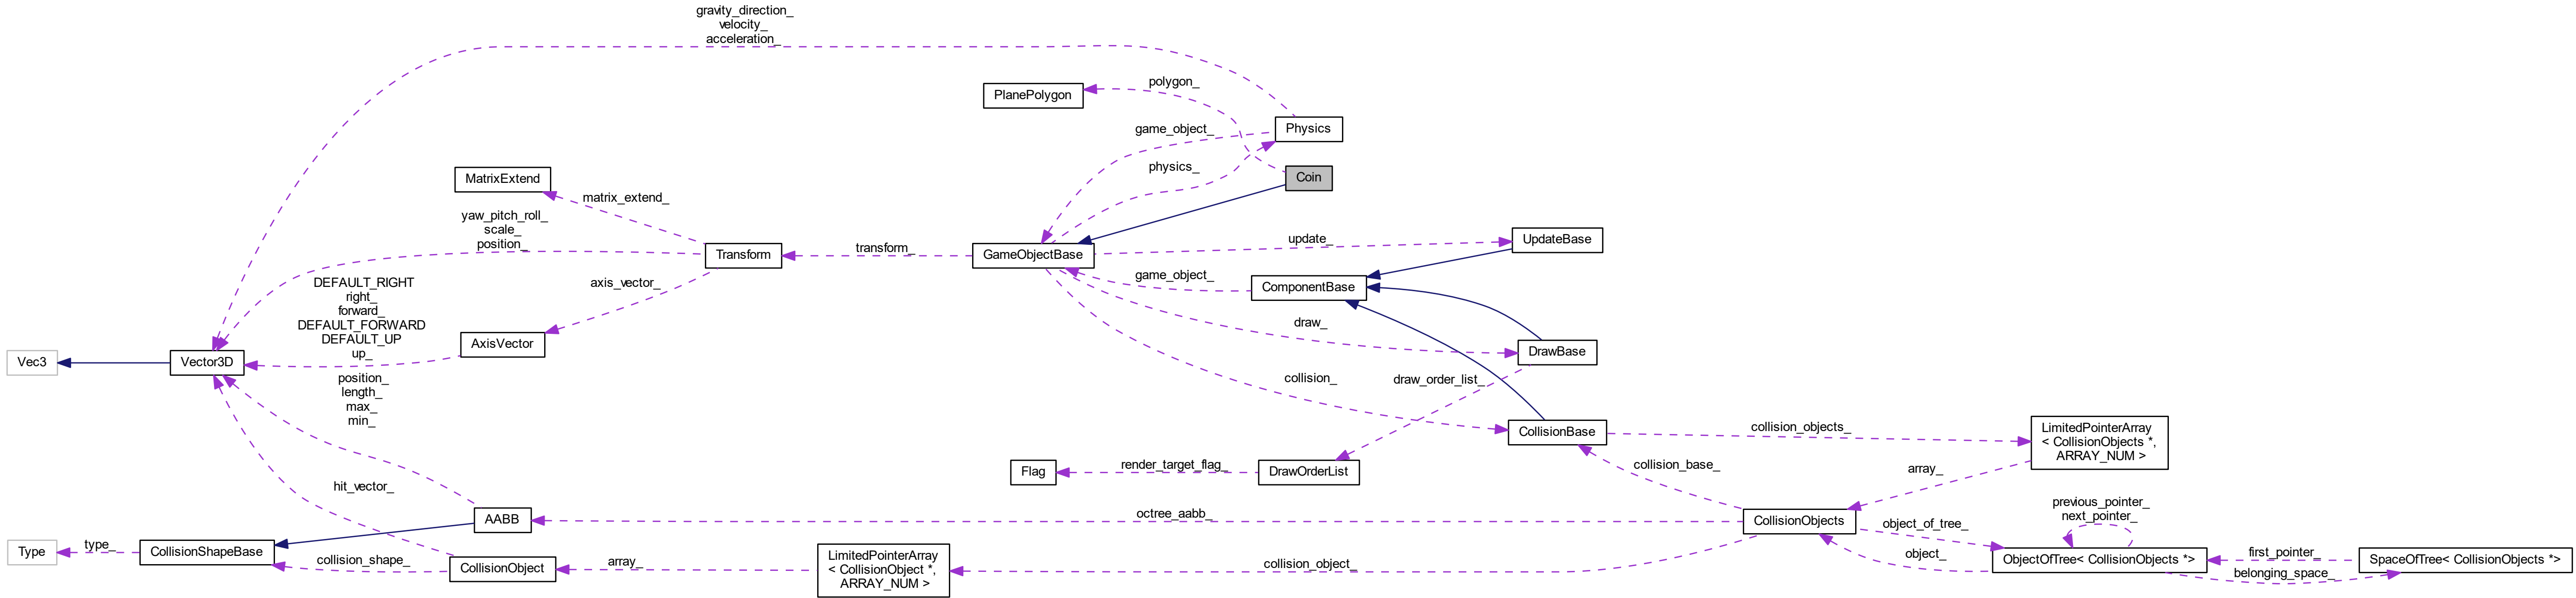 gravity_direction_
velocity_
acceleration_
polygon_
PlanePolygon
Physics
game_object_
physics_
Coin
MatrixExtend
matrix_extend_
yaw_pitch_roll_
scale_
position_
Transform
transform_
GameObjectBase
update_
UpdateBase
game_object_
ComponentBase
axis_vector_
DEFAULT_RIGHT
right_
forward_
DEFAULT_FORWARD
DEFAULT_UP
up_
AxisVector
draw_
DrawBase
Vec3
Vector3D
position_
length_
max_
min_
collision_
draw_order_list_
CollisionBase
collision_objects_
LimitedPointerArray
< CollisionObjects *,
ARRAY_NUM >
Flag
render_target_flag_
DrawOrderList
collision_base_
array_
hit_vector_
AABB
octree_aabb_
CollisionObjects
object_of_tree_
previous_pointer_
next_pointer_
Type
type_
CollisionShapeBase
collision_shape_
CollisionObject
array_
LimitedPointerArray
< CollisionObject *,
ARRAY_NUM >
collision_object_
object_
ObjectOfTree< CollisionObjects *>
first_pointer_
belonging_space_
SpaceOfTree< CollisionObjects *>